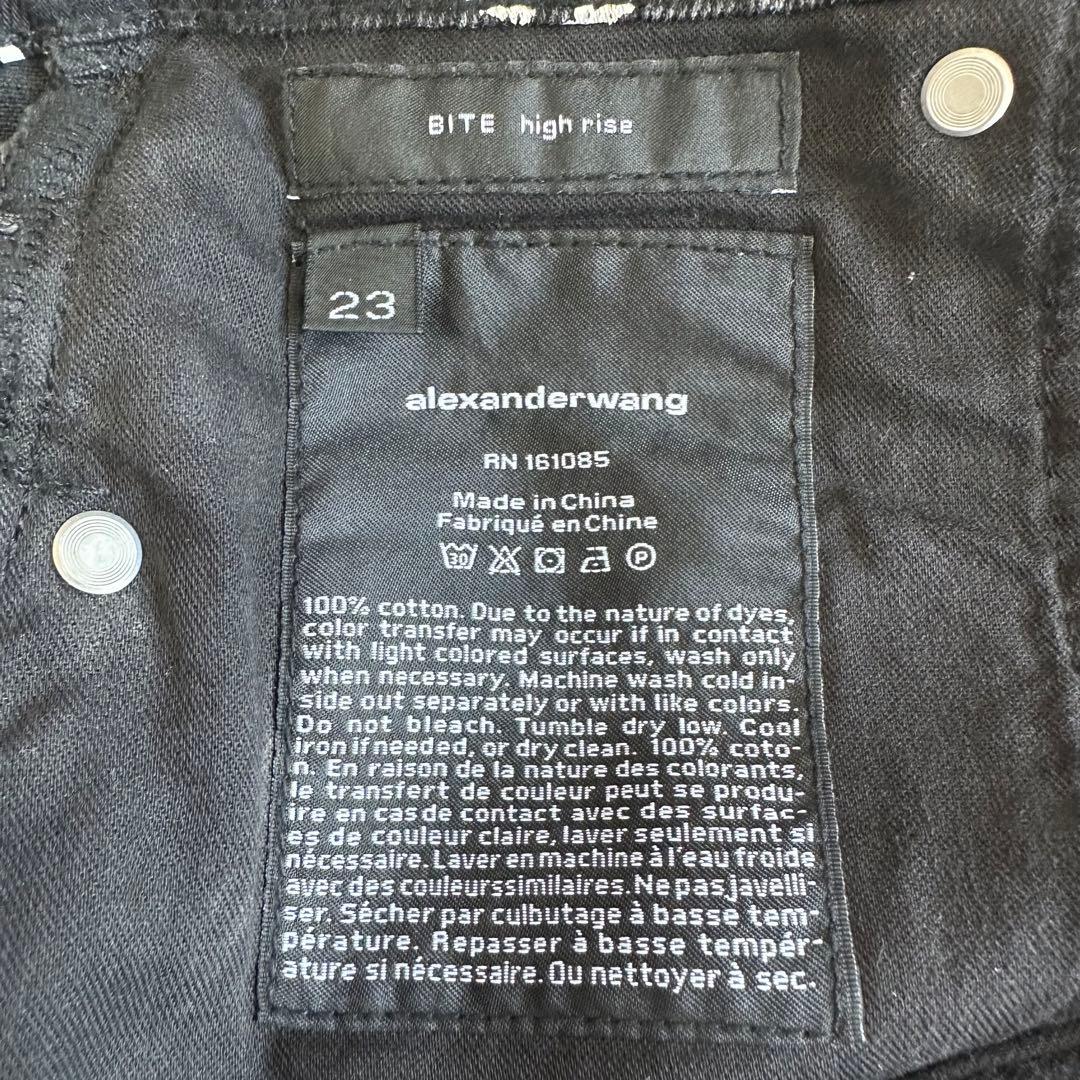 BITE high rise
23
alexanderwang
RN 161085
Made in China
Fabriqué en Chine
30 P
100% cotton. Due to the nature of dyes,
color transfer may occur if in contact
with light colored surfaces, wash only
when necessary. Machine wash cold in-
side out separately or with like colors.
Do not bleach. Tumble dry low. Cool
iron if needed, or dry clean. 100% coto-
n. En raison de la nature des colorants,
le transfert de couleur peut se produ-
ire en cas de contact avec des surfac-
es de couleur claire, laver seulement si
nécessaire. Laver en machine à l'eau froide
avec des couleurs similaires. Ne pas javelli-
ser. Sécher par culbutage à basse tem-
pérature. Repasser à basse tempér-
ature si nécessaire. Ou nettoyer à sec.